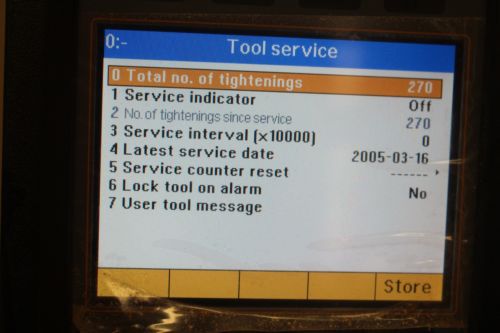 0:- Tool service
0 Total no. of tightenings 270
1 Service indicator Off
2 No. of tightenings since service 270
3 Service interval (x10000) 0
4 Latest service date 2005-03-16
5 Service counter reset ------
6 Lock tool on alarm No
7 User tool message
Store